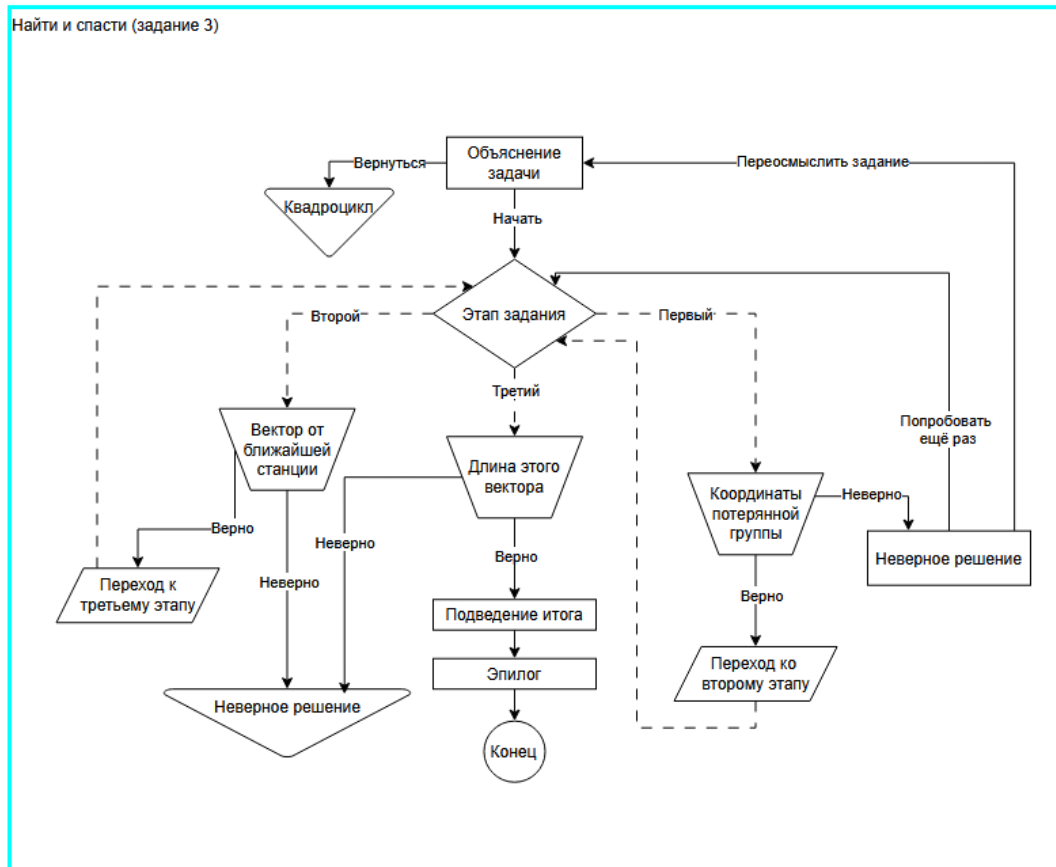 Найти и спасти (задание 3)
Объяснение
задачи
Вернуться
Переосмыслить задание
Квадроцикл
Начать
Этап задания
Второй
Первый
Третий
Вектор от
ближайшей
станции
Длина этого
вектора
Попробовать
ещё раз
Координаты
потерянной
группы
Неверно
Неверное решение
Верно
Неверно
Верно
Неверно
Переход к
третьему этапу
Верно
Подведение итога
Переход ко
второму этапу
Эпилог
Неверное решение
Конец